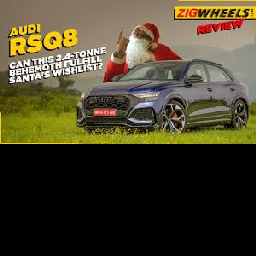 AUDI
RSQ8
CAN THIS 2.4-TONNE
BEHEMOTH FULFILL
SANTA'S WISHLIST?
ZIGWHEELS
REVIEW